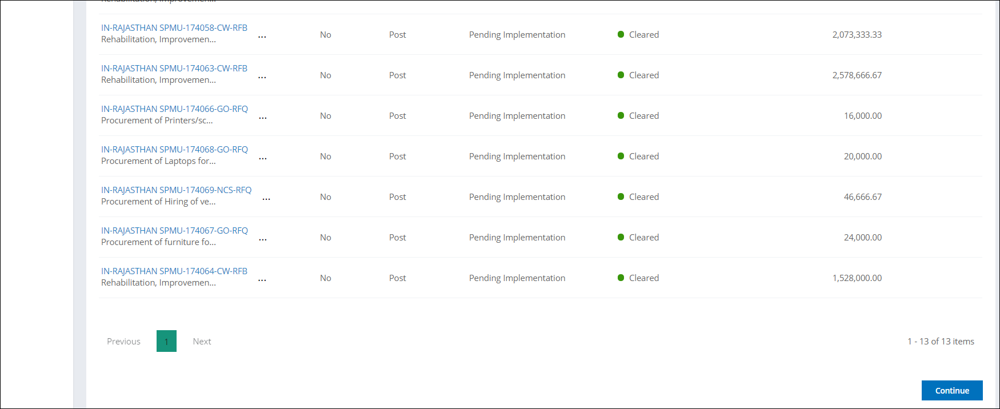 IN-RAJASTHAN SPMU-174058-CW-RFB
Rehabilitation, Improvemen... ... No Post Pending Implementation Cleared 2,073,333.33
IN-RAJASTHAN SPMU-174063-CW-RFB
Rehabilitation, Improvemen... ... No Post Pending Implementation Cleared 2,578,666.67
IN-RAJASTHAN SPMU-174066-GO-RFQ
Procurement of Printers/sc... ... No Post Pending Implementation Cleared 16,000.00
IN-RAJASTHAN SPMU-174068-GO-RFQ
Procurement of Laptops for... ... No Post Pending Implementation Cleared 20,000.00
IN-RAJASTHAN SPMU-174069-NCS-RFQ
Procurement of Hiring of ve... ... No Post Pending Implementation Cleared 46,666.67
IN-RAJASTHAN SPMU-174067-GO-RFQ
Procurement of furniture fo... ... No Post Pending Implementation Cleared 24,000.00
IN-RAJASTHAN SPMU-174064-CW-RFB
Rehabilitation, Improvemen... ... No Post Pending Implementation Cleared 1,528,000.00
Previous 1 Next 1 - 13 of 13 items
Continue